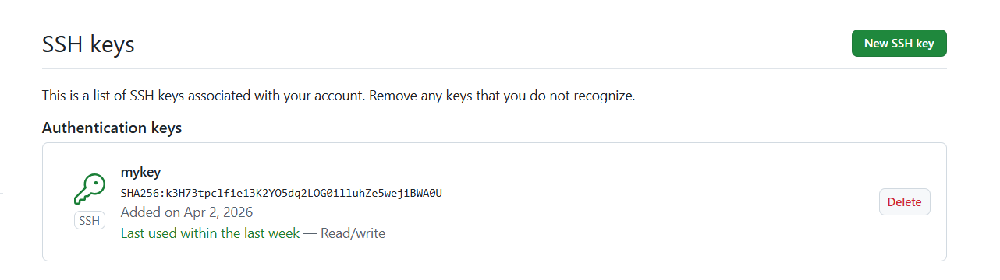 SSH keys
New SSH key
This is a list of SSH keys associated with your account. Remove any keys that you do not recognize.
Authentication keys
mykey
SHA256:k3H73tpclfie13K2YO5dq2LOG0illuhZe5wejiBWA0U
Added on Apr 2, 2026
SSH
Last used within the last week — Read/write
Delete